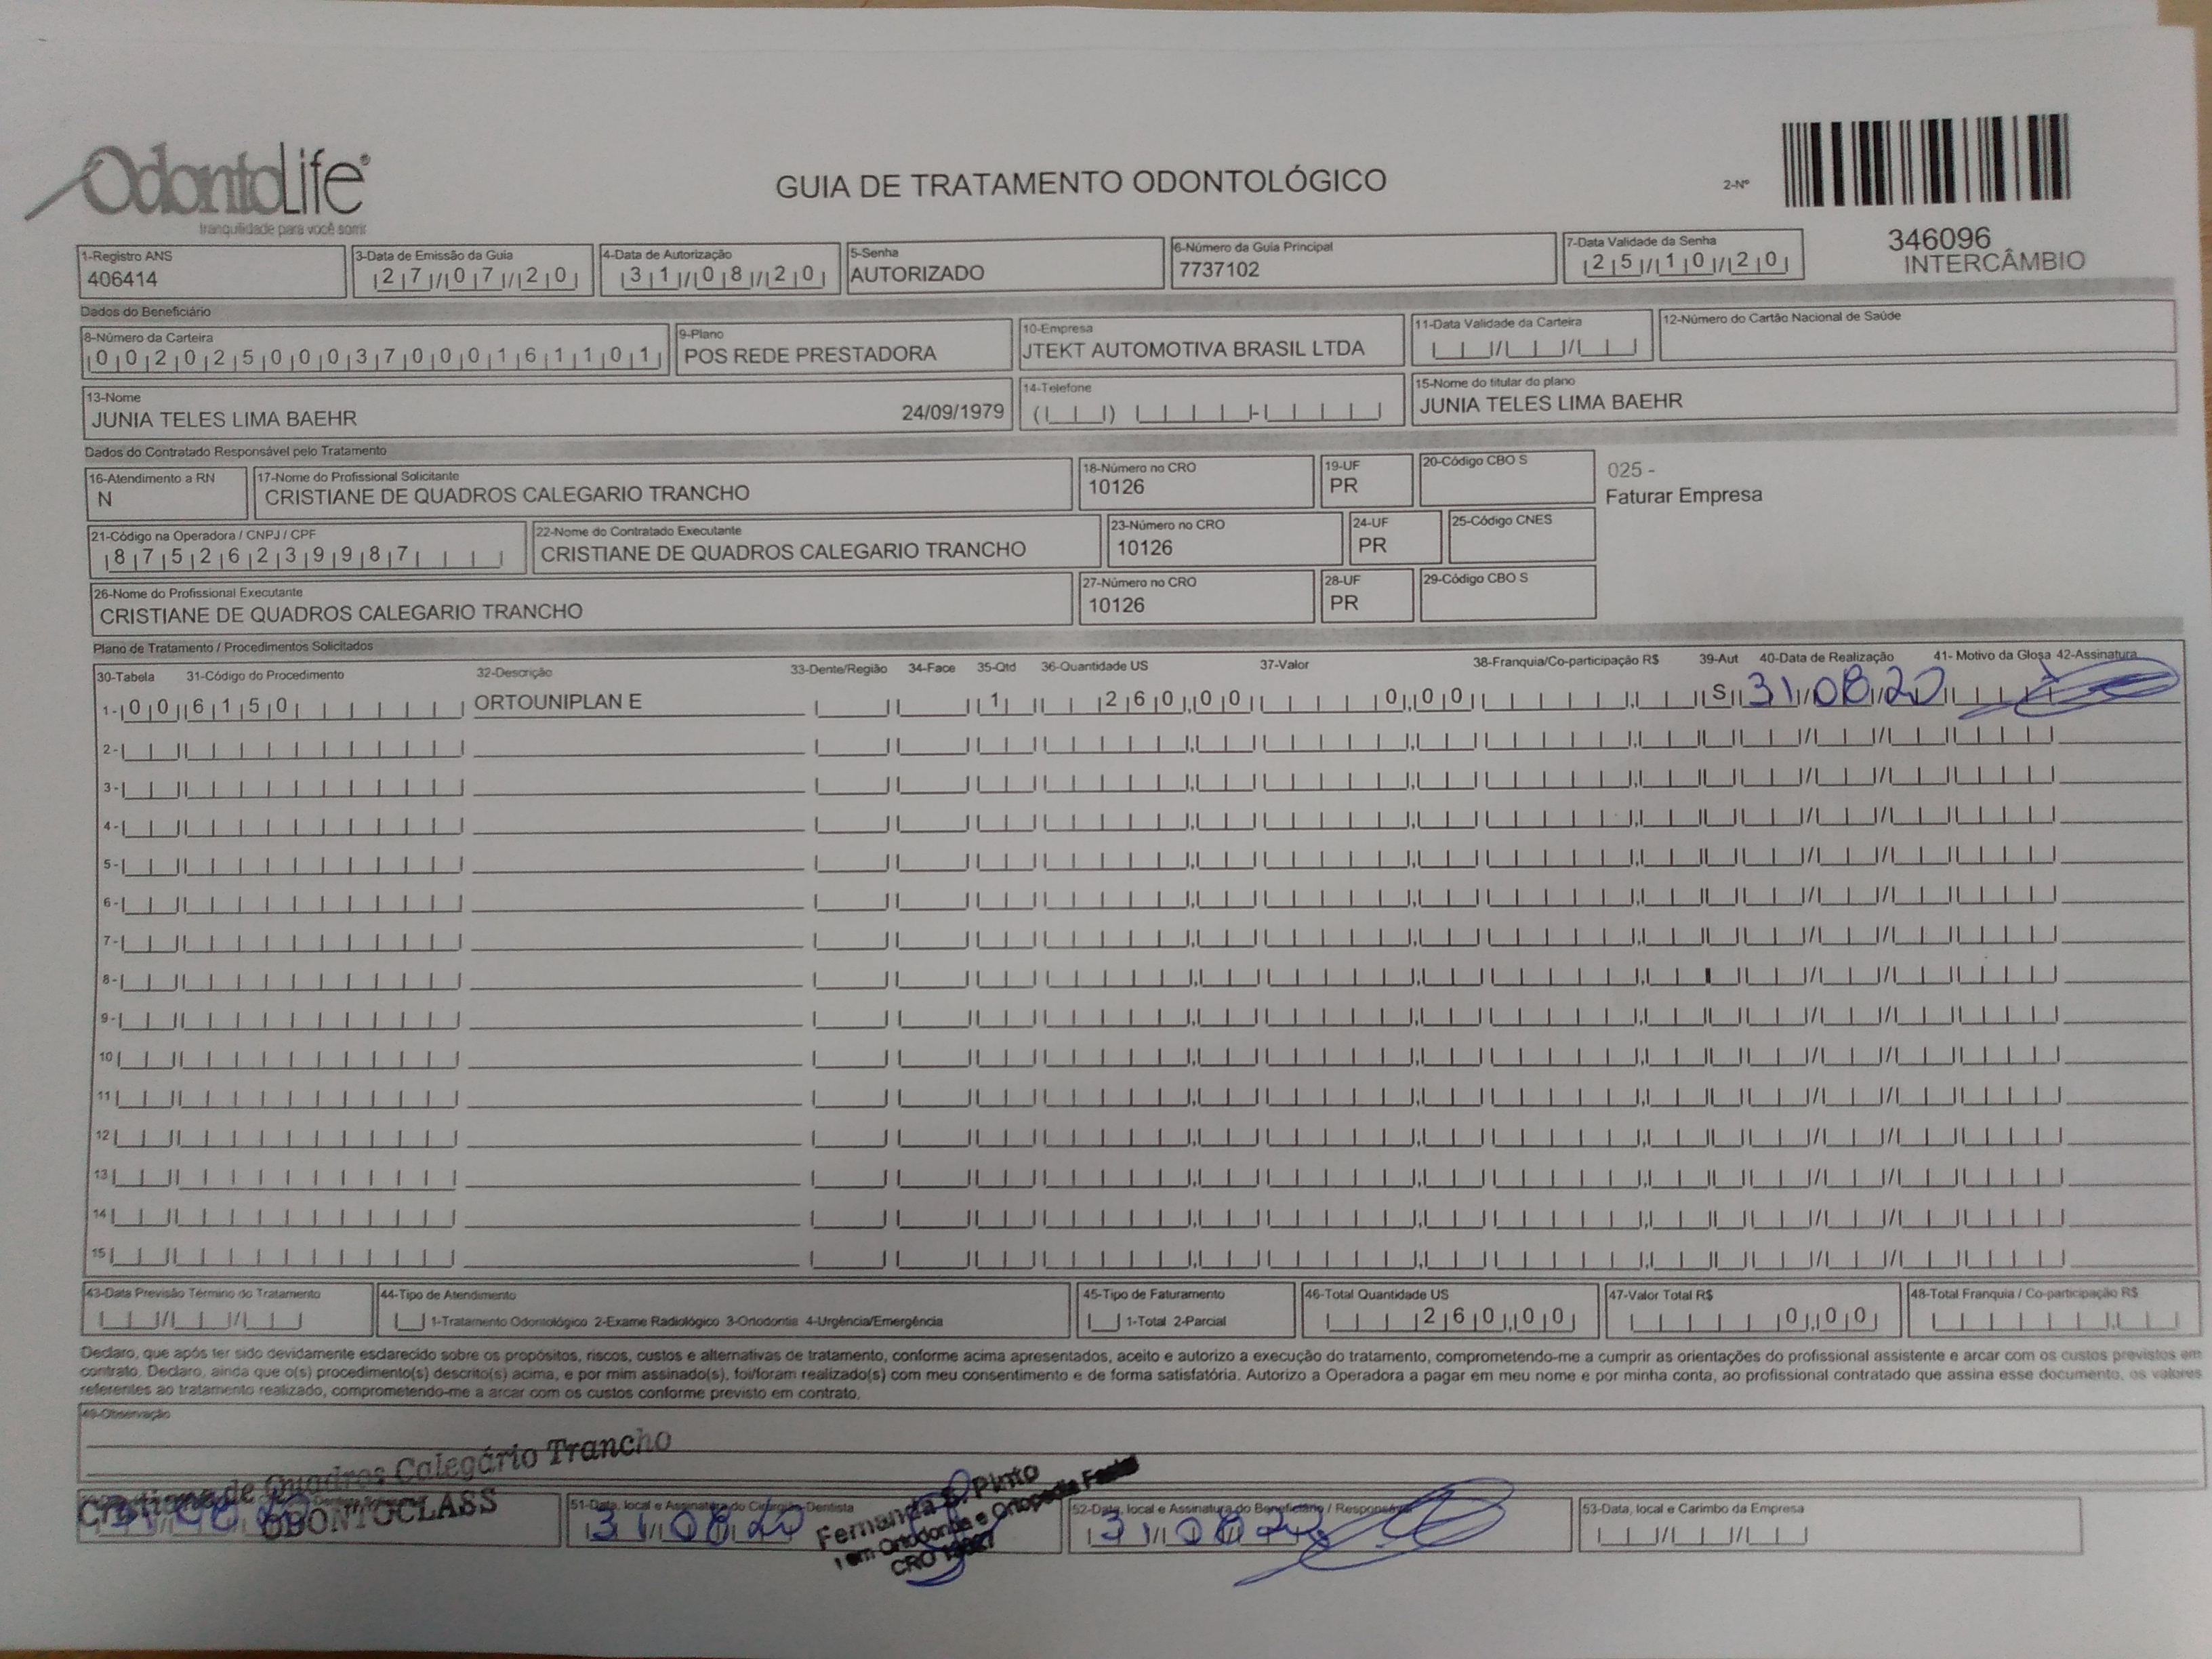 OdontoLife®
tranquilidade para você sorrir
GUIA DE TRATAMENTO ODONTOLÓGICO
2-Nº
346096
INTERCÂMBIO
1-Registro ANS
406414
3-Data de Emissão da Guia
27/07/20
4-Data de Autorização
31/08/20
5-Senha
AUTORIZADO
6-Número da Guia Principal
7737102
7-Data Validade da Senha
25/10/20
Dados do Beneficiário
8-Número da Carteira
00202500037000161101
9-Plano
POS REDE PRESTADORA
10-Empresa
JTEKT AUTOMOTIVA BRASIL LTDA
11-Data Validade da Carteira
12-Número do Cartão Nacional de Saúde
13-Nome
JUNIA TELES LIMA BAEHR 24/09/1979
14-Telefone
15-Nome do titular do plano
JUNIA TELES LIMA BAEHR
Dados do Contratado Responsável pelo Tratamento
16-Atendimento a RN
N
17-Nome do Profissional Solicitante
CRISTIANE DE QUADROS CALEGARIO TRANCHO
18-Número no CRO
10126
19-UF
PR
20-Código CBO S
025 -
Faturar Empresa
21-Código na Operadora / CNPJ / CPF
87526239987
22-Nome do Contratado Executante
CRISTIANE DE QUADROS CALEGARIO TRANCHO
23-Número no CRO
10126
24-UF
PR
25-Código CNES
26-Nome do Profissional Executante
CRISTIANE DE QUADROS CALEGARIO TRANCHO
27-Número no CRO
10126
28-UF
PR
29-Código CBO S
Plano de Tratamento / Procedimentos Solicitados
30-Tabela 31-Código do Procedimento 32-Descrição 33-Dente/Região 34-Face 35-Qtd 36-Quantidade US 37-Valor 38-Franquia/Co-participação R$ 39-Aut 40-Data de Realização 41- Motivo da Glosa 42-Assinatura
1- 00 6150 ORTOUNIPLAN E 1 260,00 0,00 S 31/08/20
2-
3-
4-
5-
6-
7-
8-
9-
10
11
12
13
14
15
43-Data Previsão Término do Tratamento
44-Tipo de Atendimento
1-Tratamento Odontológico 2-Exame Radiológico 3-Ortodontia 4-Urgência/Emergência
45-Tipo de Faturamento
1-Total 2-Parcial
46-Total Quantidade US
260,00
47-Valor Total R$
0,00
48-Total Franquia / Co-participação R$
Declaro, que após ter sido devidamente esclarecido sobre os propósitos, riscos, custos e alternativas de tratamento, conforme acima apresentados, aceito e autorizo a execução do tratamento, comprometendo-me a cumprir as orientações do profissional assistente e arcar com os custos previstos em
contrato. Declaro, ainda que o(s) procedimento(s) descrito(s) acima, e por mim assinado(s), foi/foram realizado(s) com meu consentimento e de forma satisfatória. Autorizo a Operadora a pagar em meu nome e por minha conta, ao profissional contratado que assina esse documento, os valores
referentes ao tratamento realizado, comprometendo-me a arcar com os custos conforme previsto em contrato.
49-Observação
Cristiane de Quadros Calegário Trancho
ODONTOCLASS
51-Data, local e Assinatura do Cirurgião-Dentista
31/08/20
Fernanda S. Pinto
em Ortodontia e Ortopedia Facial
CRO
52-Data, local e Assinatura do Beneficiário / Responsável
31/08/20
53-Data, local e Carimbo da Empresa